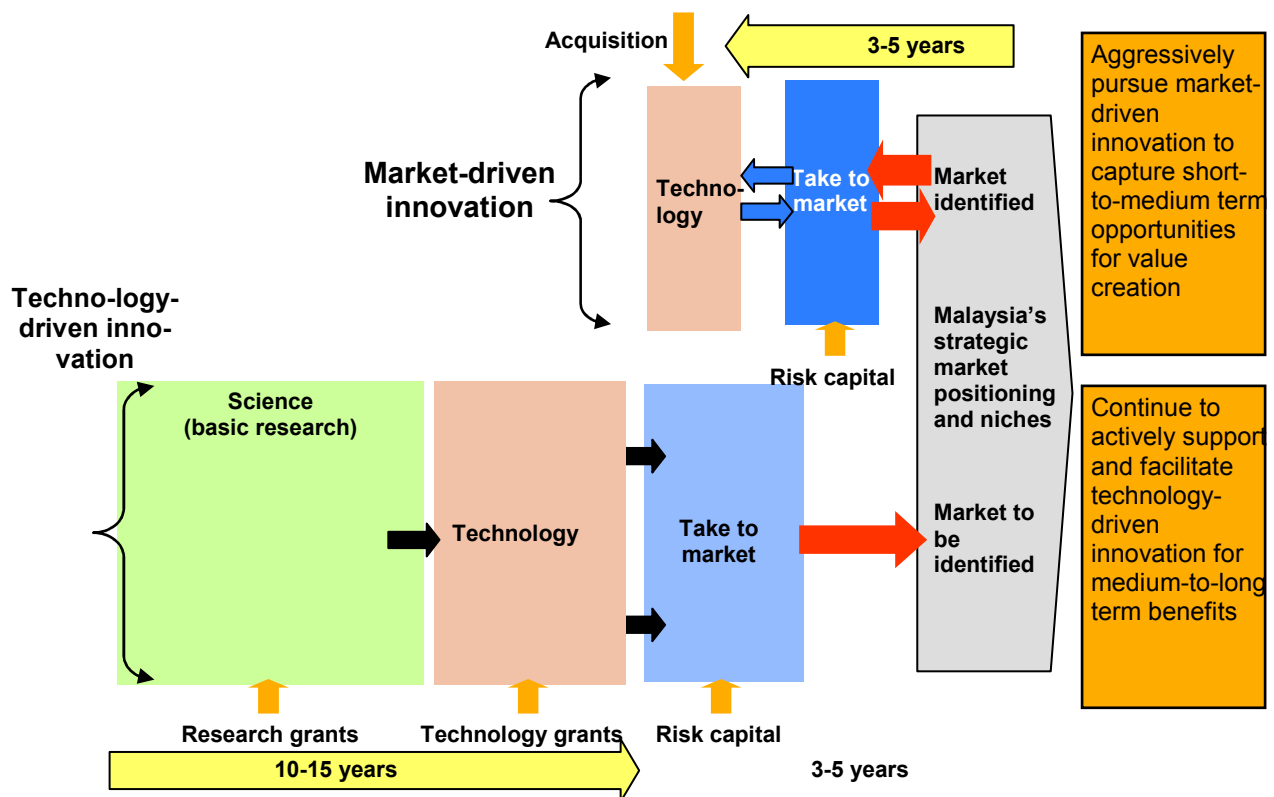 Acquisition
3-5 years
Market-driven
innovation
Techno-
logy
Take to
market
Market
identified
Risk capital
Aggressively
pursue market-
driven
innovation to
capture short-
to-medium term
opportunities
for value
creation
Techno-logy-
driven inno-
vation
Science
(basic research)
Technology
Take to
market
Malaysia's
strategic
market
positioning
and niches
Market to
be
identified
Continue to
actively support
and facilitate
technology-
driven
innovation for
medium-to-long
term benefits
Research grants
Technology grants
Risk capital
10-15 years
3-5 years